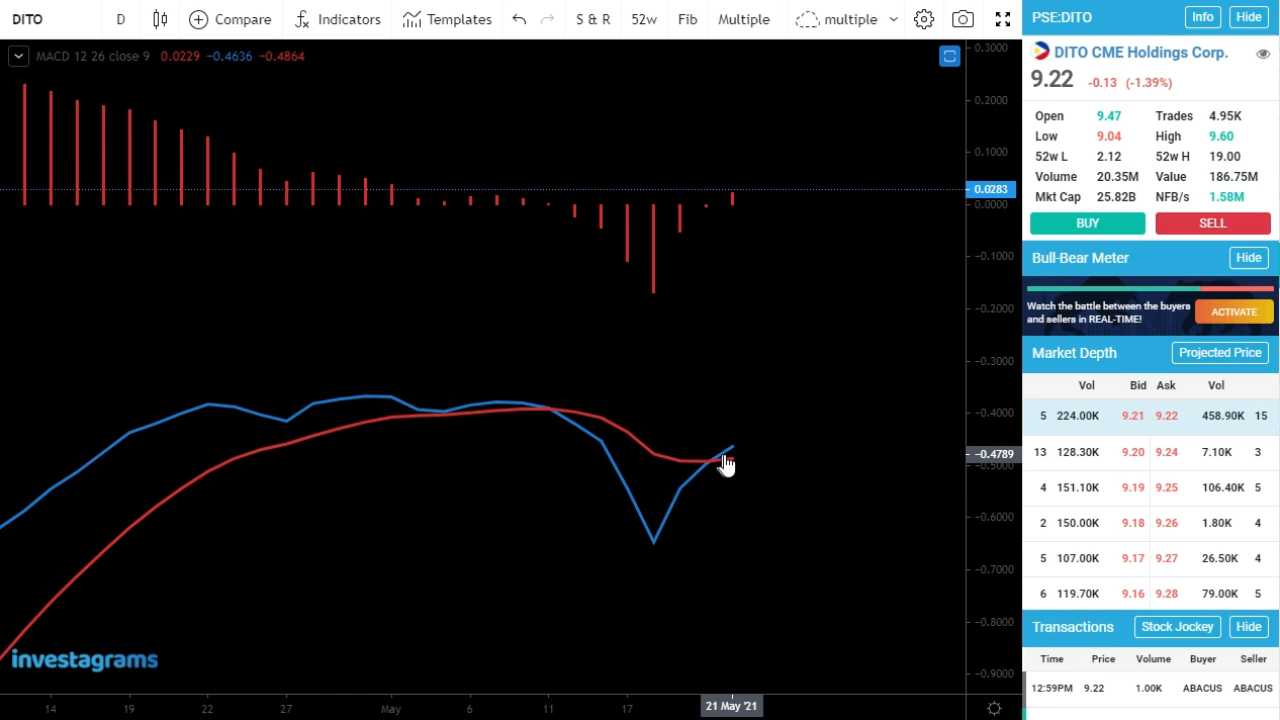 DITO D Compare Indicators Templates S & R 52w Fib Multiple multiple
MACD 12 26 close 9 0.0229 −0.4636 −0.4864
0.3000
0.2000
0.1000
0.0283
0.0000
−0.1000
−0.2000
−0.3000
−0.4000
−0.4789
−0.5000
−0.6000
−0.7000
−0.8000
−0.9000
investagrams
14 19 22 27 May 6 11 17 21 May '21
PSE:DITO Info Hide
DITO CME Holdings Corp.
9.22 -0.13 (-1.39%)
Open 9.47 Trades 4.95K
Low 9.04 High 9.60
52w L 2.12 52w H 19.00
Volume 20.35M Value 186.75M
Mkt Cap 25.82B NFB/s 1.58M
BUY SELL
Bull-Bear Meter Hide
Watch the battle between the buyers
and sellers in REAL-TIME!
ACTIVATE
Market Depth Projected Price
Vol Bid Ask Vol
5 224.00K 9.21 9.22 458.90K 15
13 128.30K 9.20 9.24 7.10K 3
4 151.10K 9.19 9.25 106.40K 5
2 150.00K 9.18 9.26 1.80K 4
5 107.00K 9.17 9.27 26.50K 4
6 119.70K 9.16 9.28 79.00K 5
Transactions Stock Jockey Hide
Time Price Volume Buyer Seller
12:59PM 9.22 1.00K ABACUS ABACUS